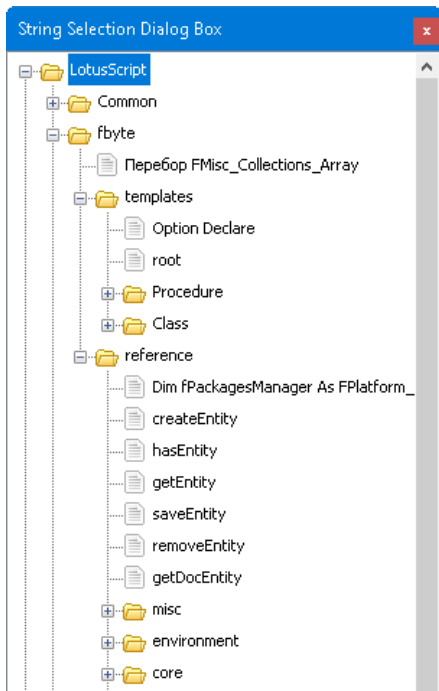 String Selection Dialog Box
x
LotusScript
Common
fbyte
Перебор FMisc_Collections_Array
templates
Option Declare
root
Procedure
Class
reference
Dim fPackagesManager As FPlatform_
createEntity
hasEntity
getEntity
saveEntity
removeEntity
getDocEntity
misc
environment
core